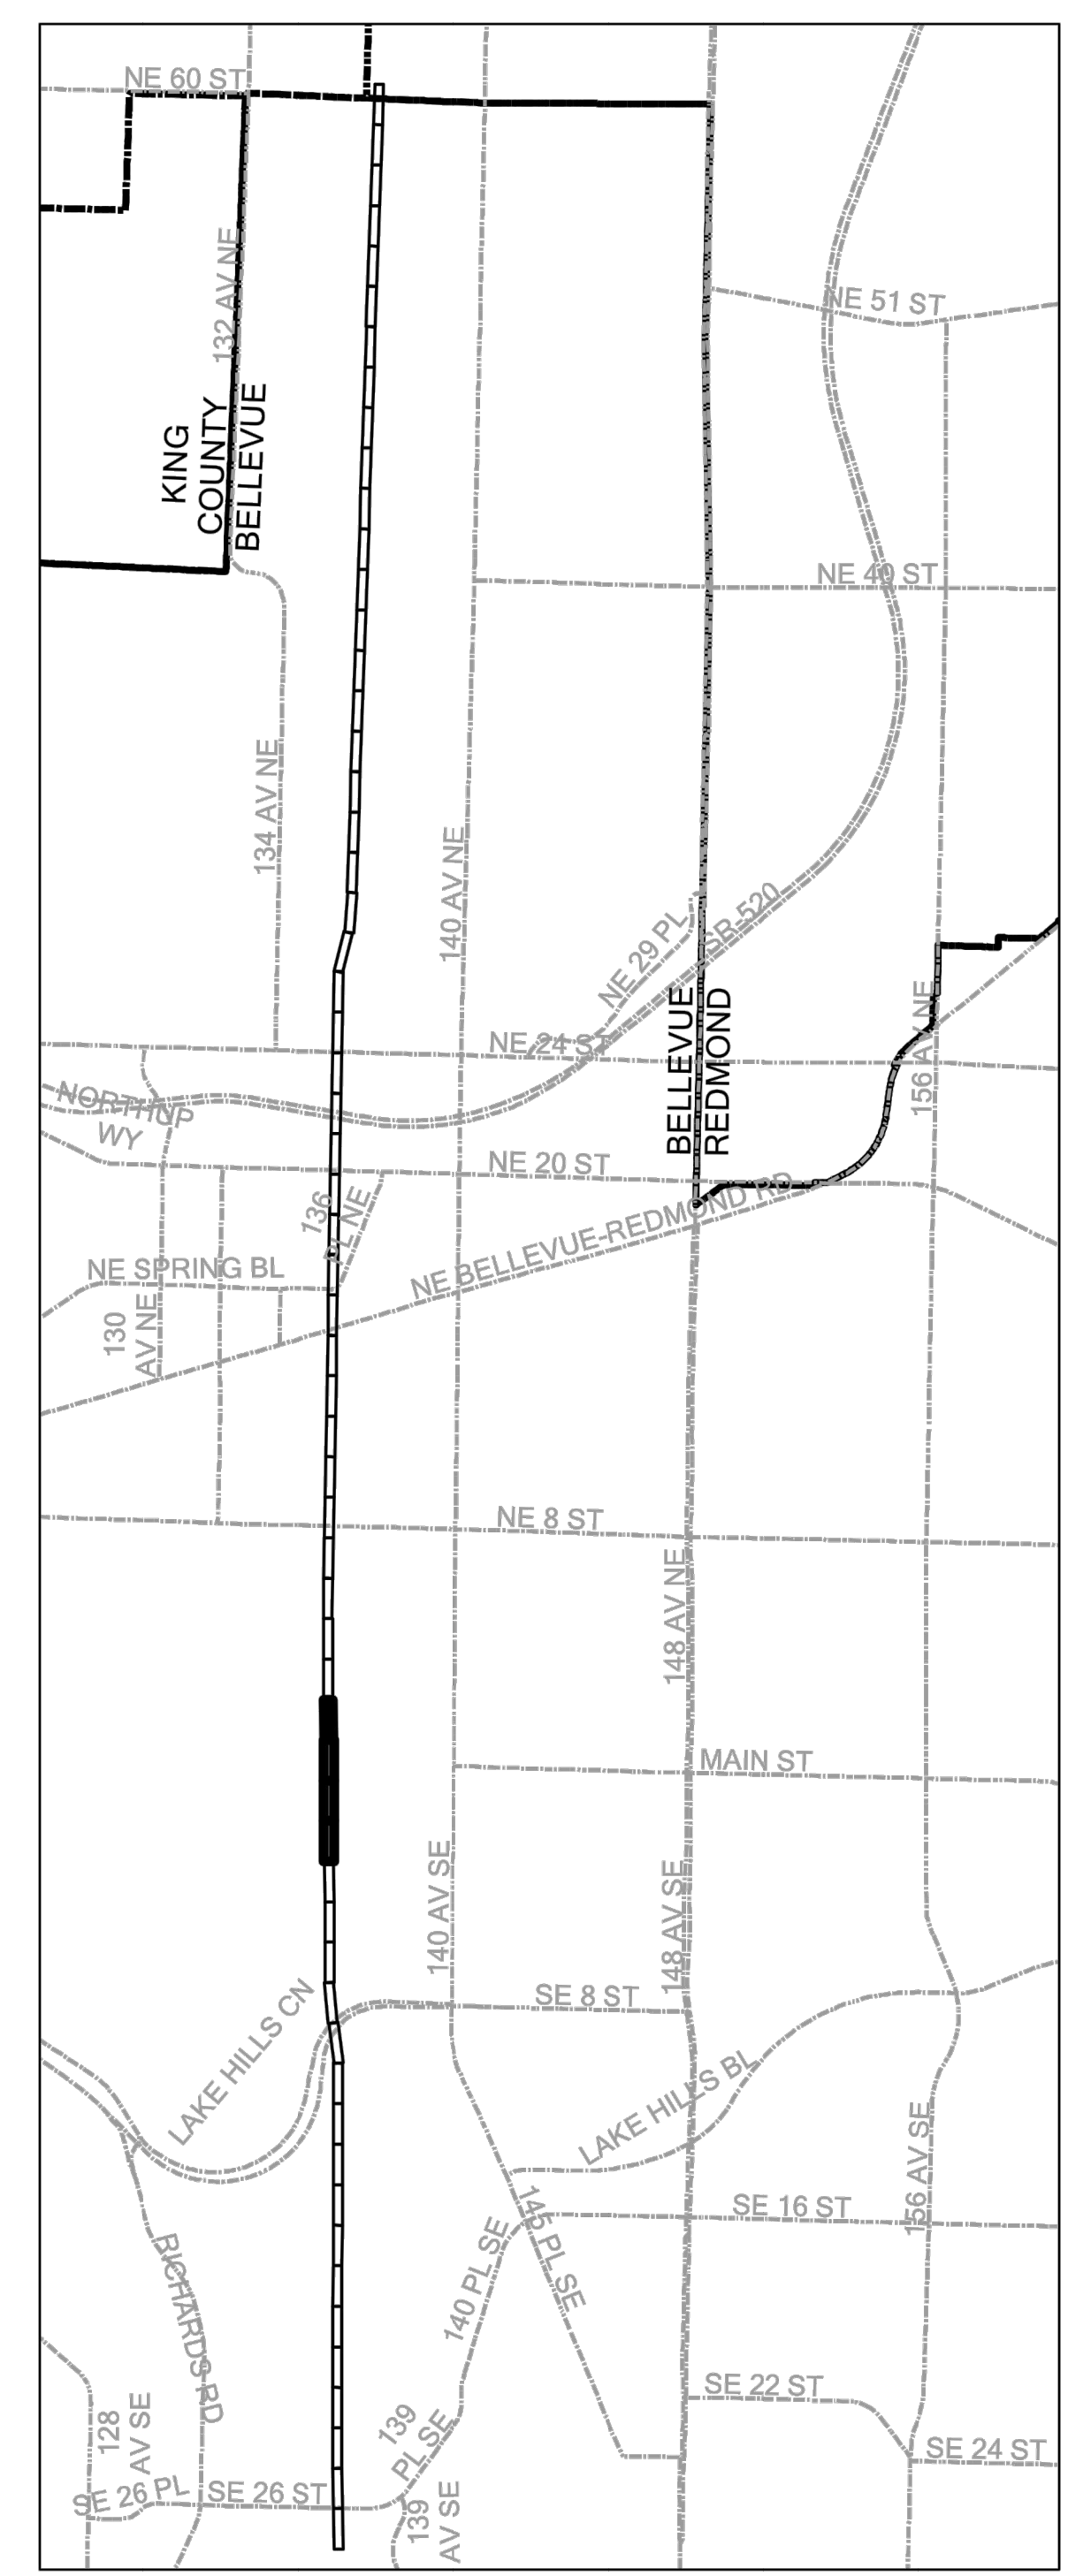 NE 60 ST
132 AV NE
NE 51 ST
KING
COUNTY
BELLEVUE
NE 40 ST
134 AV NE
140 AV NE
NE 29 PL
SR-520
BELLEVUE
REDMOND
156 AV NE
NE 24 ST
NORTHUP
WY
NE 20 ST
136
PL NE
NE BELLEVUE-REDMOND RD
NE SPRING BL
130
AV NE
NE 8 ST
148 AV NE
MAIN ST
140 AV SE
148 AV SE
LAKE HILLS CN
SE 8 ST
LAKE HILLS BL
156 AV SE
SE 16 ST
145 PL SE
140 PL SE
RICHARDS RD
SE 22 ST
128
AV SE
139
PL SE
SE 24 ST
SE 26 PL
SE 26 ST
139
AV SE